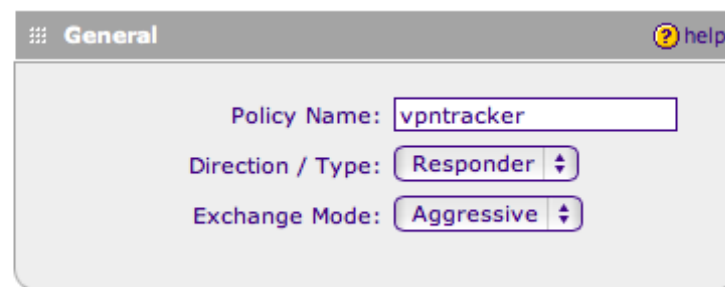 General
? help
Policy Name: vpntracker
Direction / Type: Responder
Exchange Mode: Aggressive